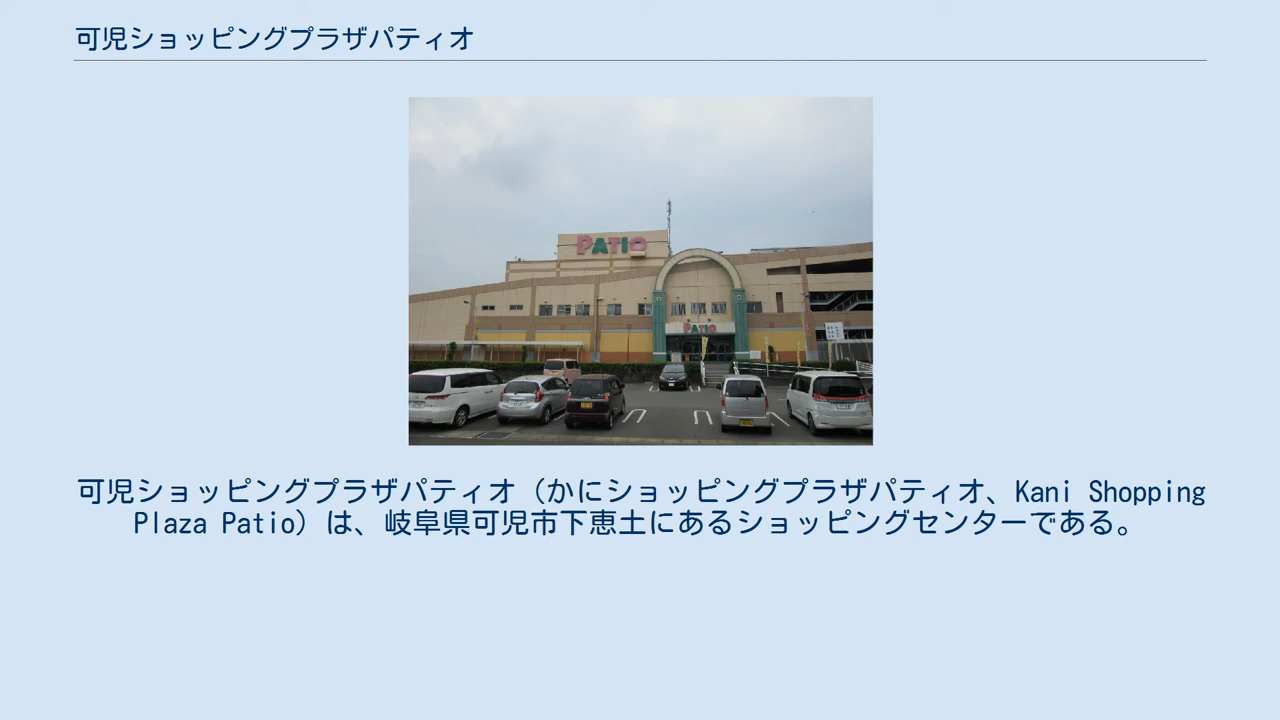 可児ショッピングプラザパティオ
PATIO
PATIO
可児ショッピングプラザパティオ（かにショッピングプラザパティオ、Kani Shopping
Plaza Patio）は、岐阜県可児市下恵土にあるショッピングセンターである。